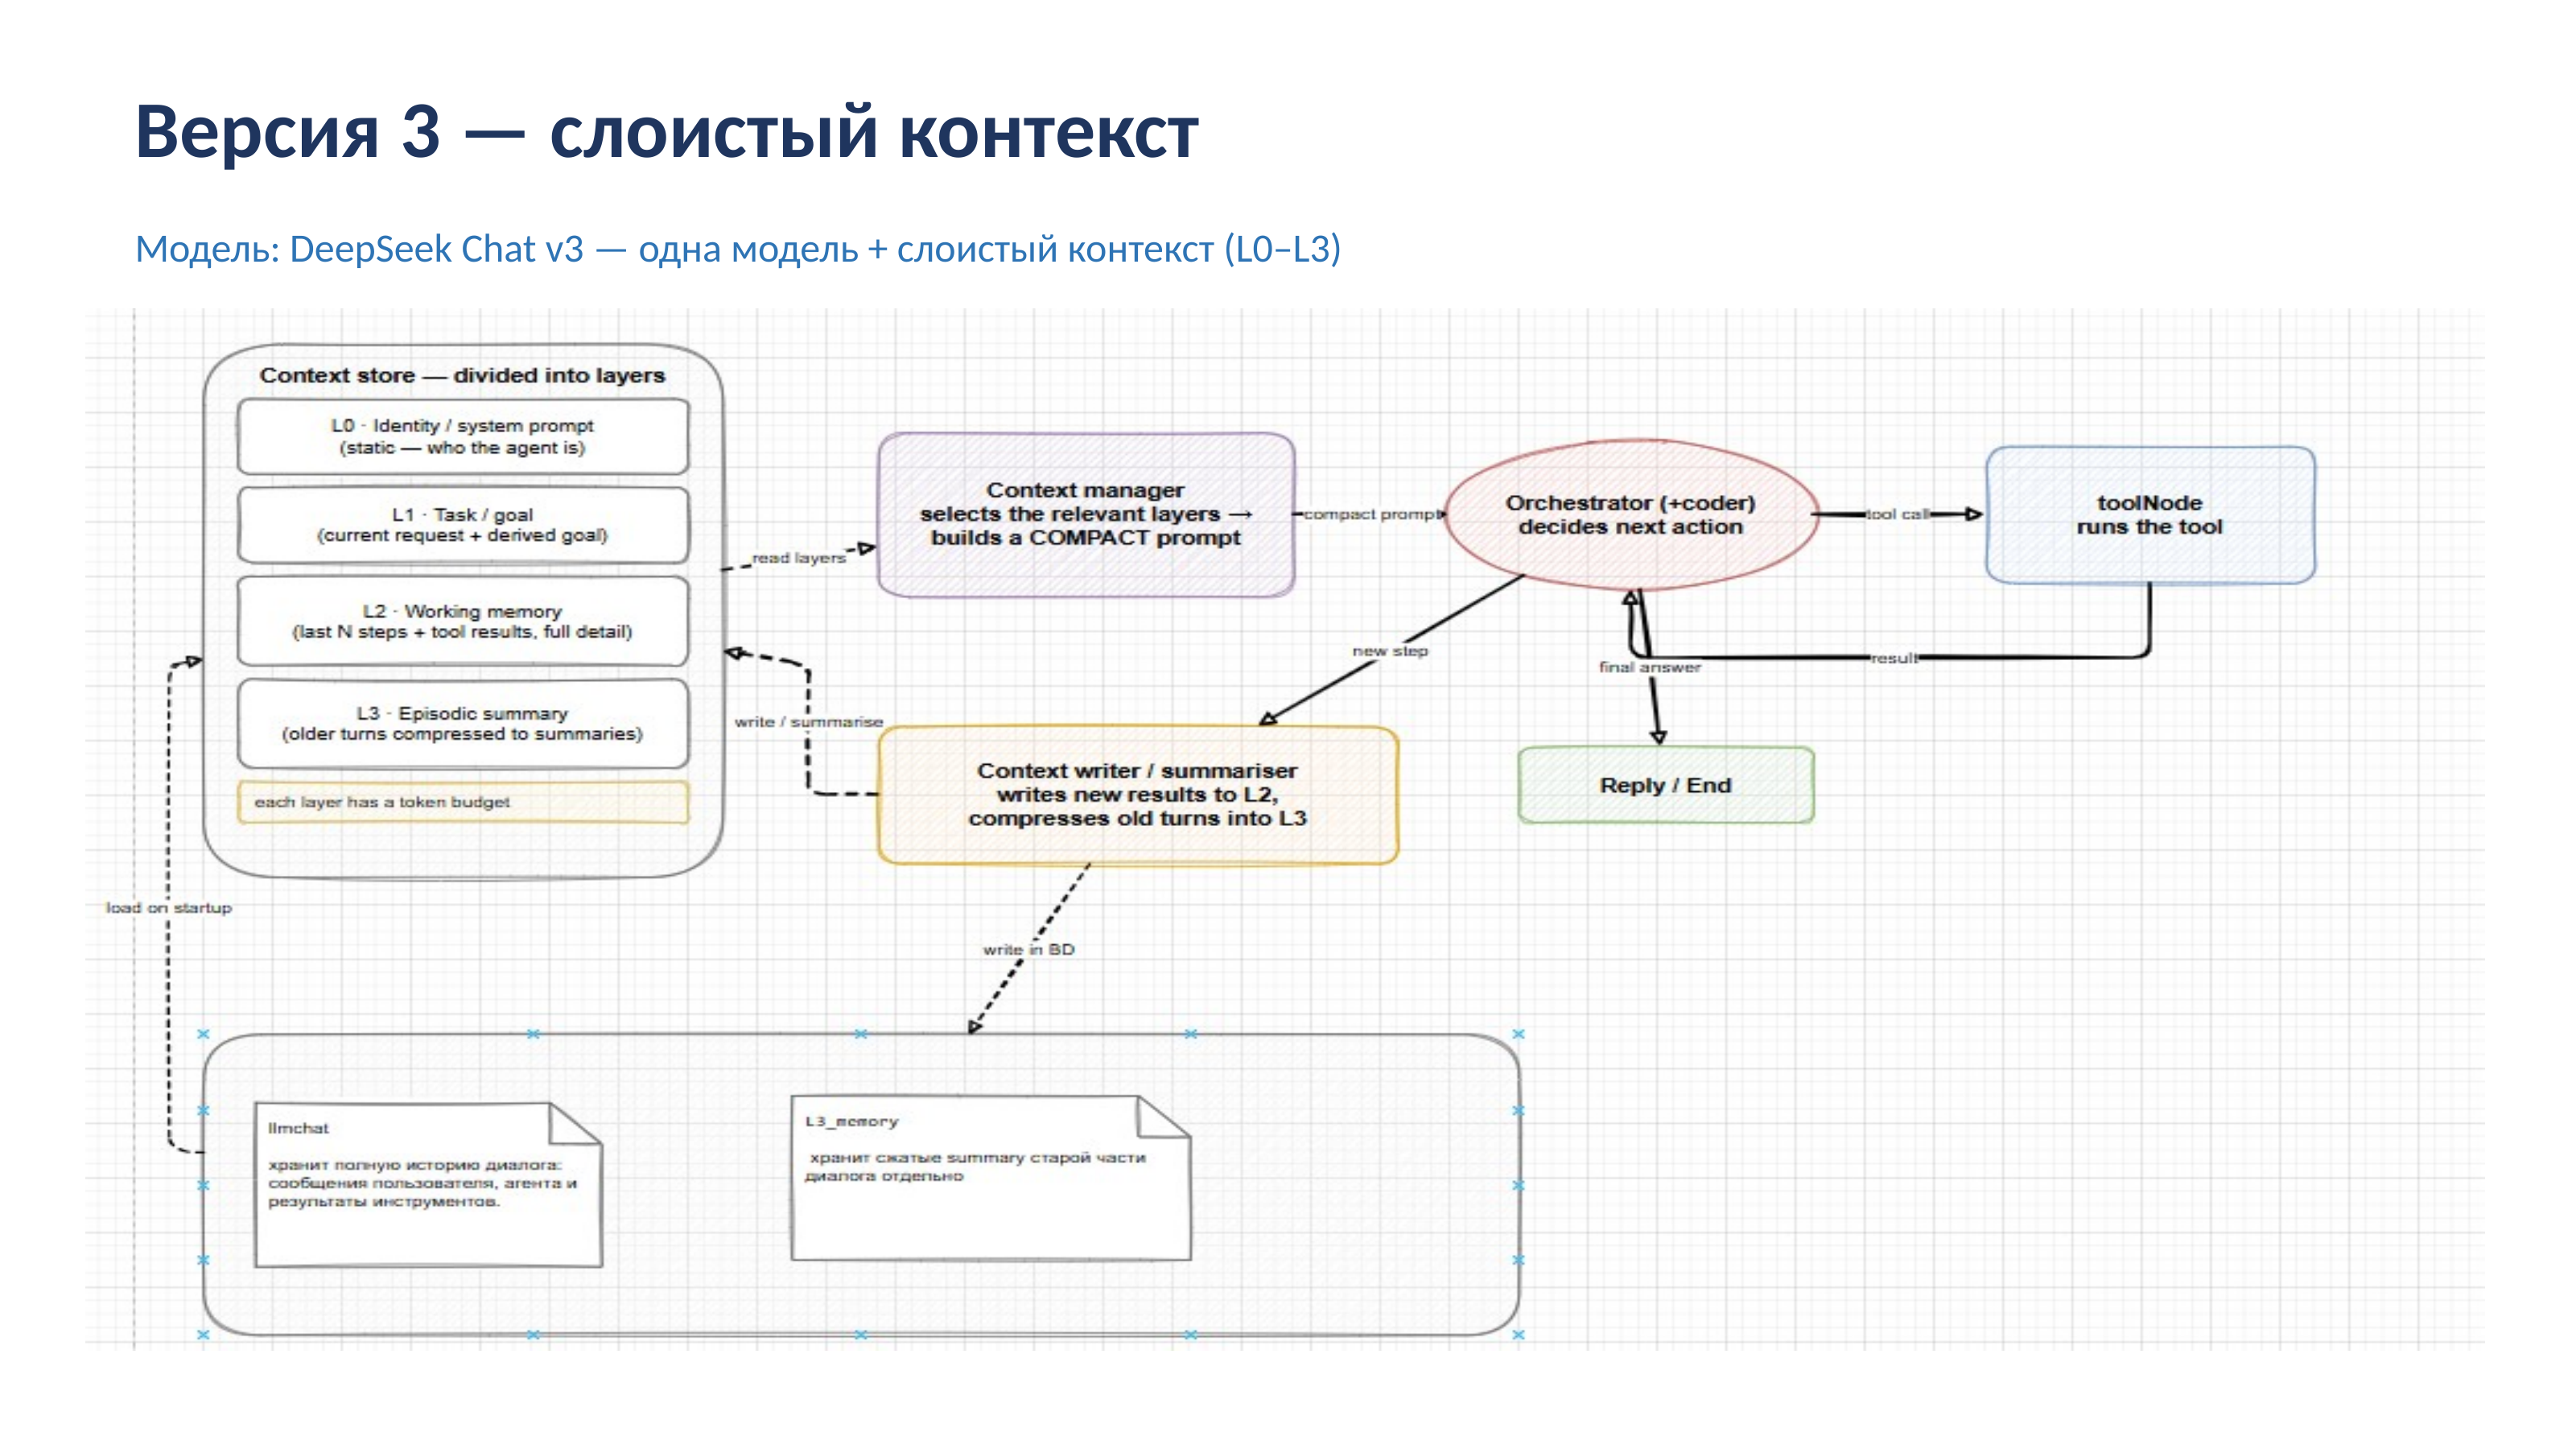 Версия 3 — слоистый контекст
Модель: DeepSeek Chat v3 — одна модель + слоистый контекст (L0–L3)
Context store — divided into layers
L0 · Identity / system prompt
(static — who the agent is)
L1 · Task / goal
(current request + derived goal)
L2 · Working memory
(last N steps + tool results, full detail)
L3 · Episodic summary
(older turns compressed to summaries)
each layer has a token budget
read layers
Context manager
selects the relevant layers →
builds a COMPACT prompt
compact prompt
Orchestrator (+coder)
decides next action
tool call
toolNode
runs the tool
new step
final answer
result
write / summarise
Context writer / summariser
writes new results to L2,
compresses old turns into L3
Reply / End
load on startup
write in BD
llmchat
хранит полную историю диалога:
сообщения пользователя, агента и
результаты инструментов.
L3_memory
хранит сжатые summary старой части
диалога отдельно